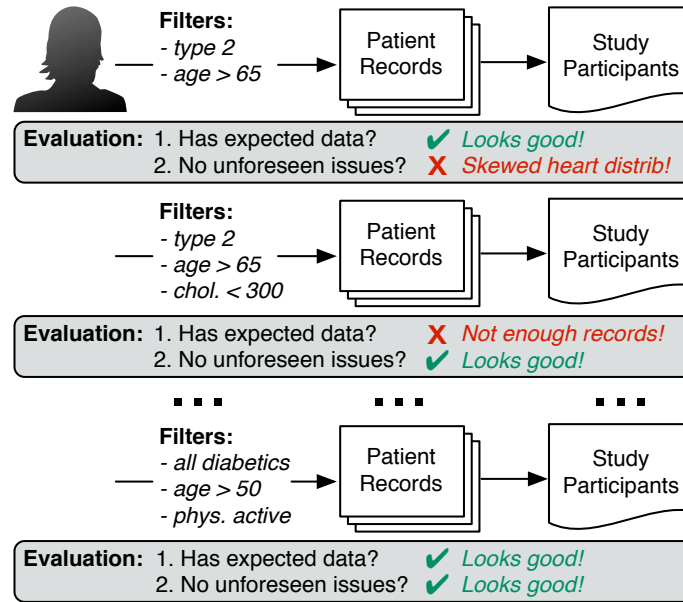 Filters:
- type 2
- age > 65
Patient
Records
Study
Participants
Evaluation: 1. Has expected data? ✔ Looks good!
2. No unforeseen issues? X Skewed heart distrib!
Filters:
- type 2
- age > 65
- chol. < 300
Patient
Records
Study
Participants
Evaluation: 1. Has expected data? X Not enough records!
2. No unforeseen issues? ✔ Looks good!
... ... ...
Filters:
- all diabetics
- age > 50
- phys. active
Patient
Records
Study
Participants
Evaluation: 1. Has expected data? ✔ Looks good!
2. No unforeseen issues? ✔ Looks good!